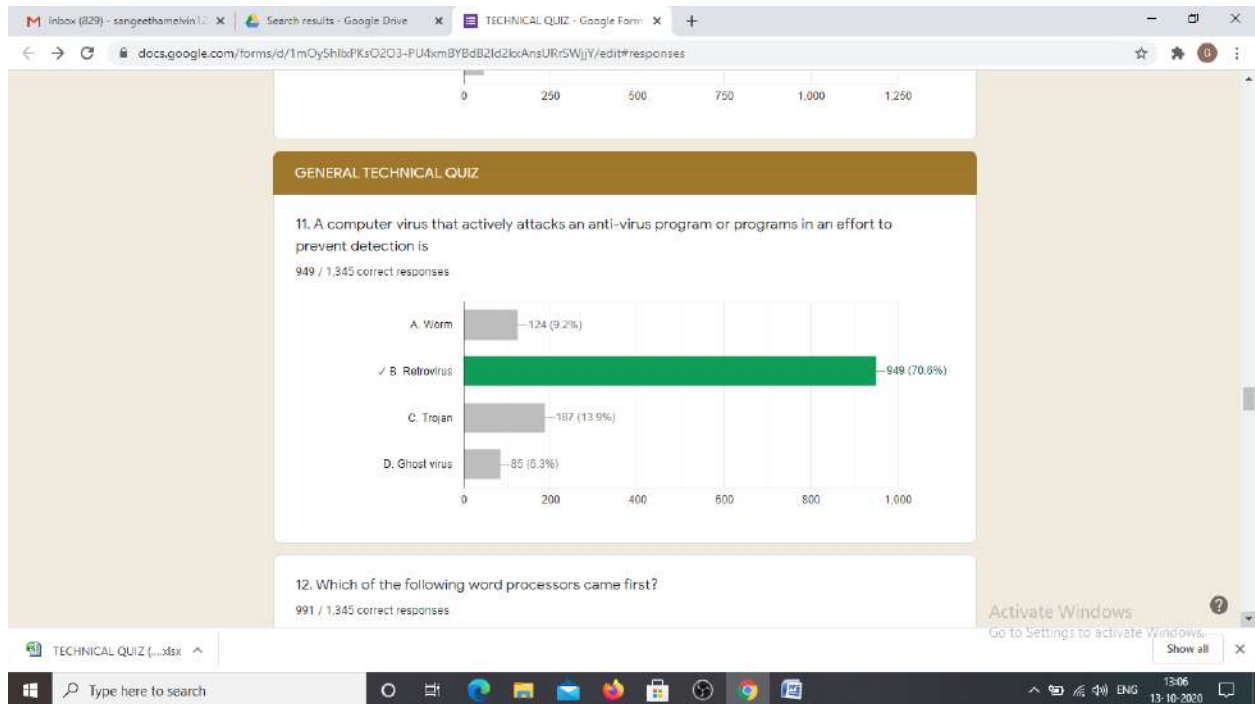 Inbox (829) - sangeethamelvin1
Search results - Google Drive
TECHNICAL QUIZ - Google Form
docs.google.com/forms/d/
/edit#responses
0 250 500 750 1,000 1,250
GENERAL TECHNICAL QUIZ
11. A computer virus that actively attacks an anti-virus program or programs in an effort to
prevent detection is
949 / 1,345 correct responses
A. Worm
124 (9.2%)
✓ B. Retrovirus
949 (70.6%)
C. Trojan
187 (13.9%)
D. Ghost virus
85 (6.3%)
0 200 400 600 800 1,000
12. Which of the following word processors came first?
991 / 1,345 correct responses
Activate Windows
Go to Settings to activate Windows.
TECHNICAL QUIZ (....xlsx
Show all
Type here to search
ENG
13:06
13-10-2020